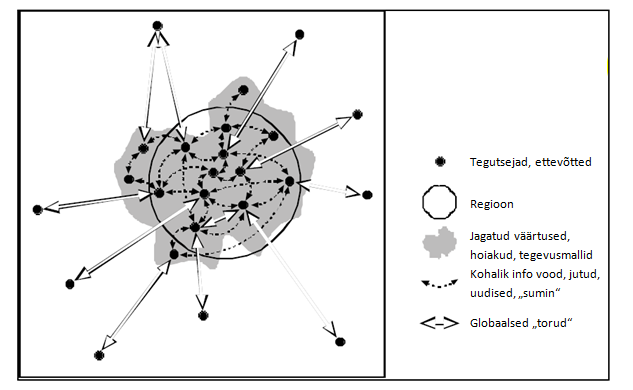 Tegutsejad, ettevõtted
Regioon
Jagatud väärtused,
hoiakud, tegevusmallid
Kohalik info vood, jutud,
uudised, „sumin“
Globaalsed „torud“